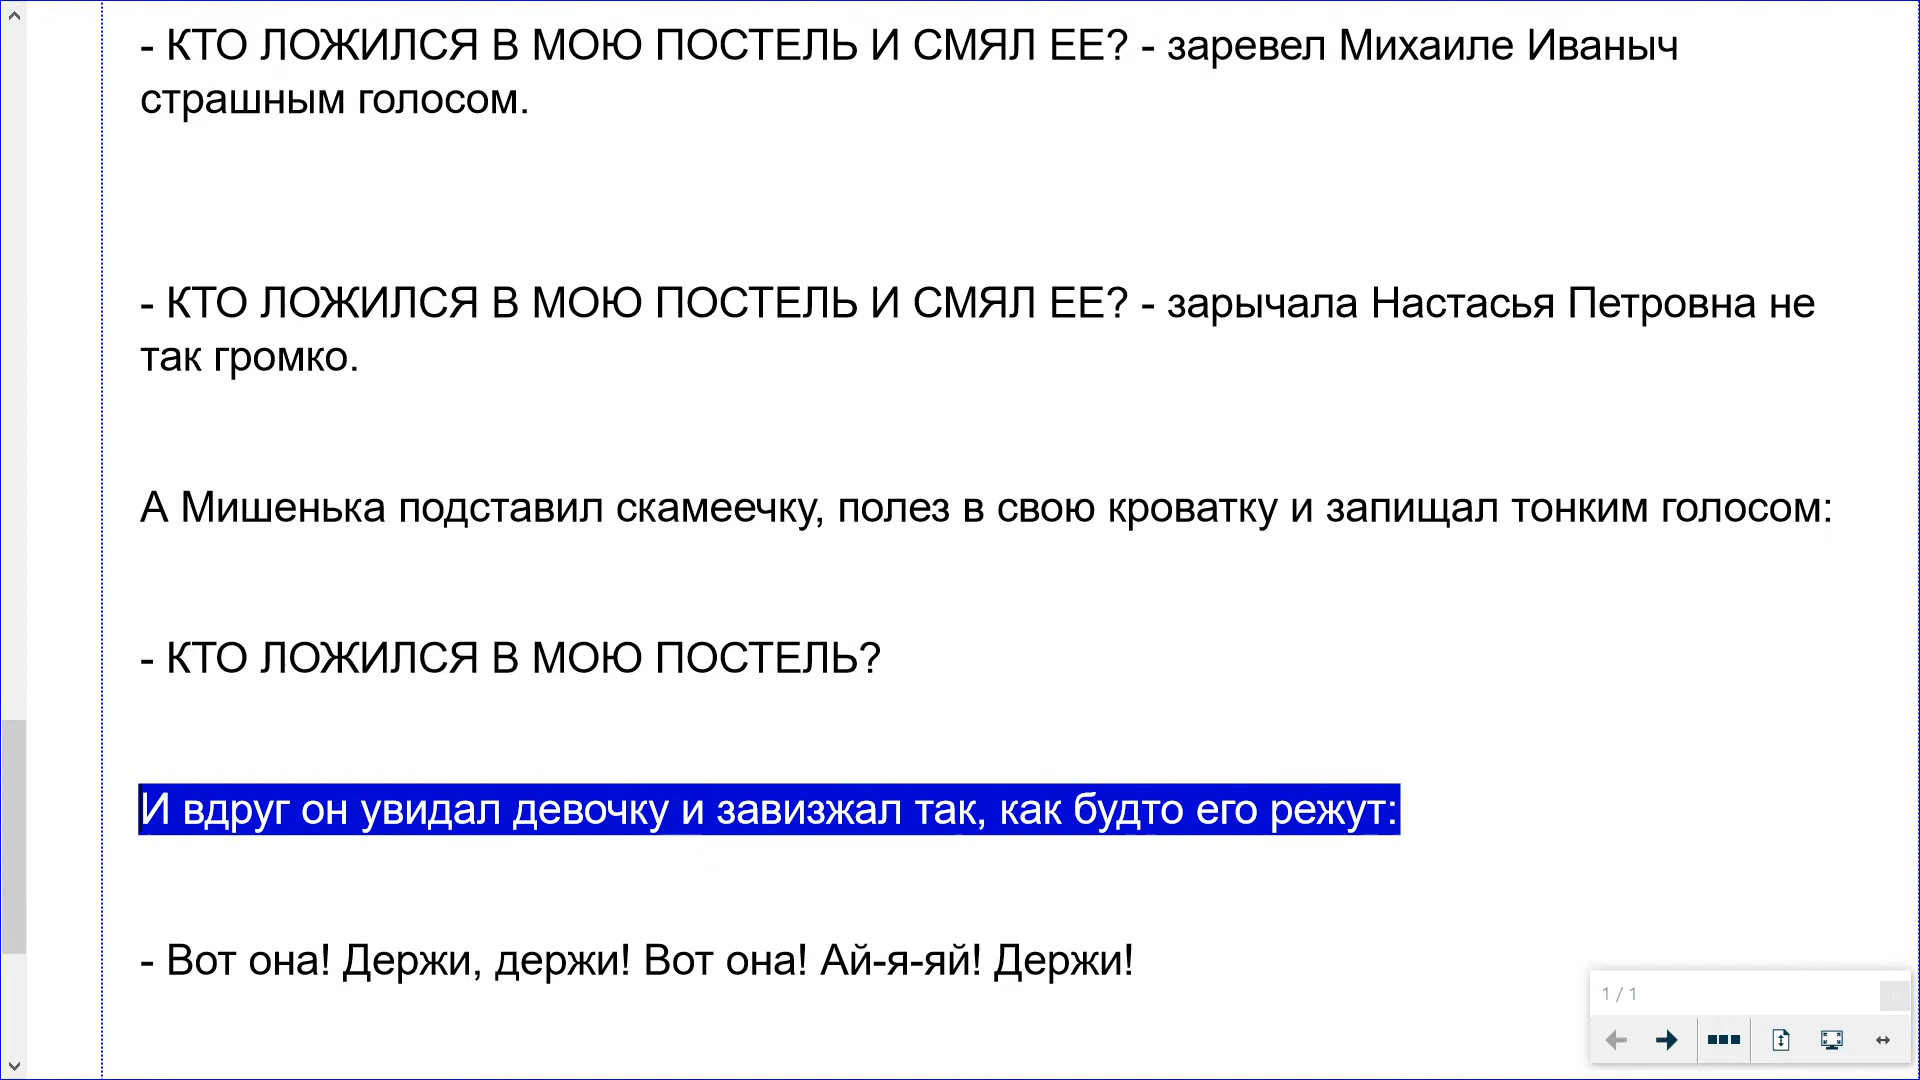 - КТО ЛОЖИЛСЯ В МОЮ ПОСТЕЛЬ И СМЯЛ ЕЕ? - заревел Михаиле Иваныч
страшным голосом.
- КТО ЛОЖИЛСЯ В МОЮ ПОСТЕЛЬ И СМЯЛ ЕЕ? - зарычала Настасья Петровна не
так громко.
А Мишенька подставил скамеечку, полез в свою кроватку и запищал тонким голосом:
- КТО ЛОЖИЛСЯ В МОЮ ПОСТЕЛЬ?
И вдруг он увидал девочку и завизжал так, как будто его режут:
- Вот она! Держи, держи! Вот она! Ай-я-яй! Держи!
1 / 1